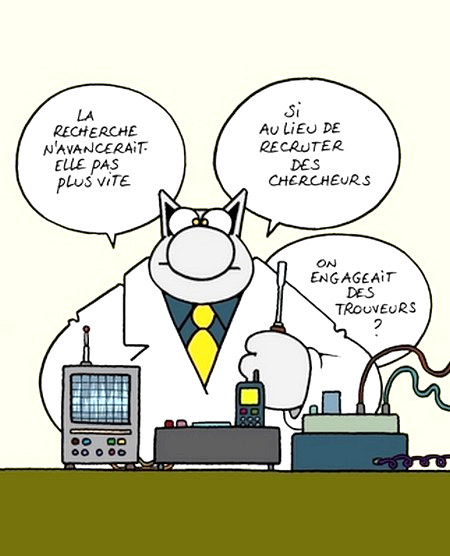 LA
RECHERCHE
N'AVANCERAIT-
ELLE PAS
PLUS VITE
SI
AU LIEU DE
RECRUTER
DES
CHERCHEURS
ON
ENGAGEAIT
DES
TROUVEURS
?